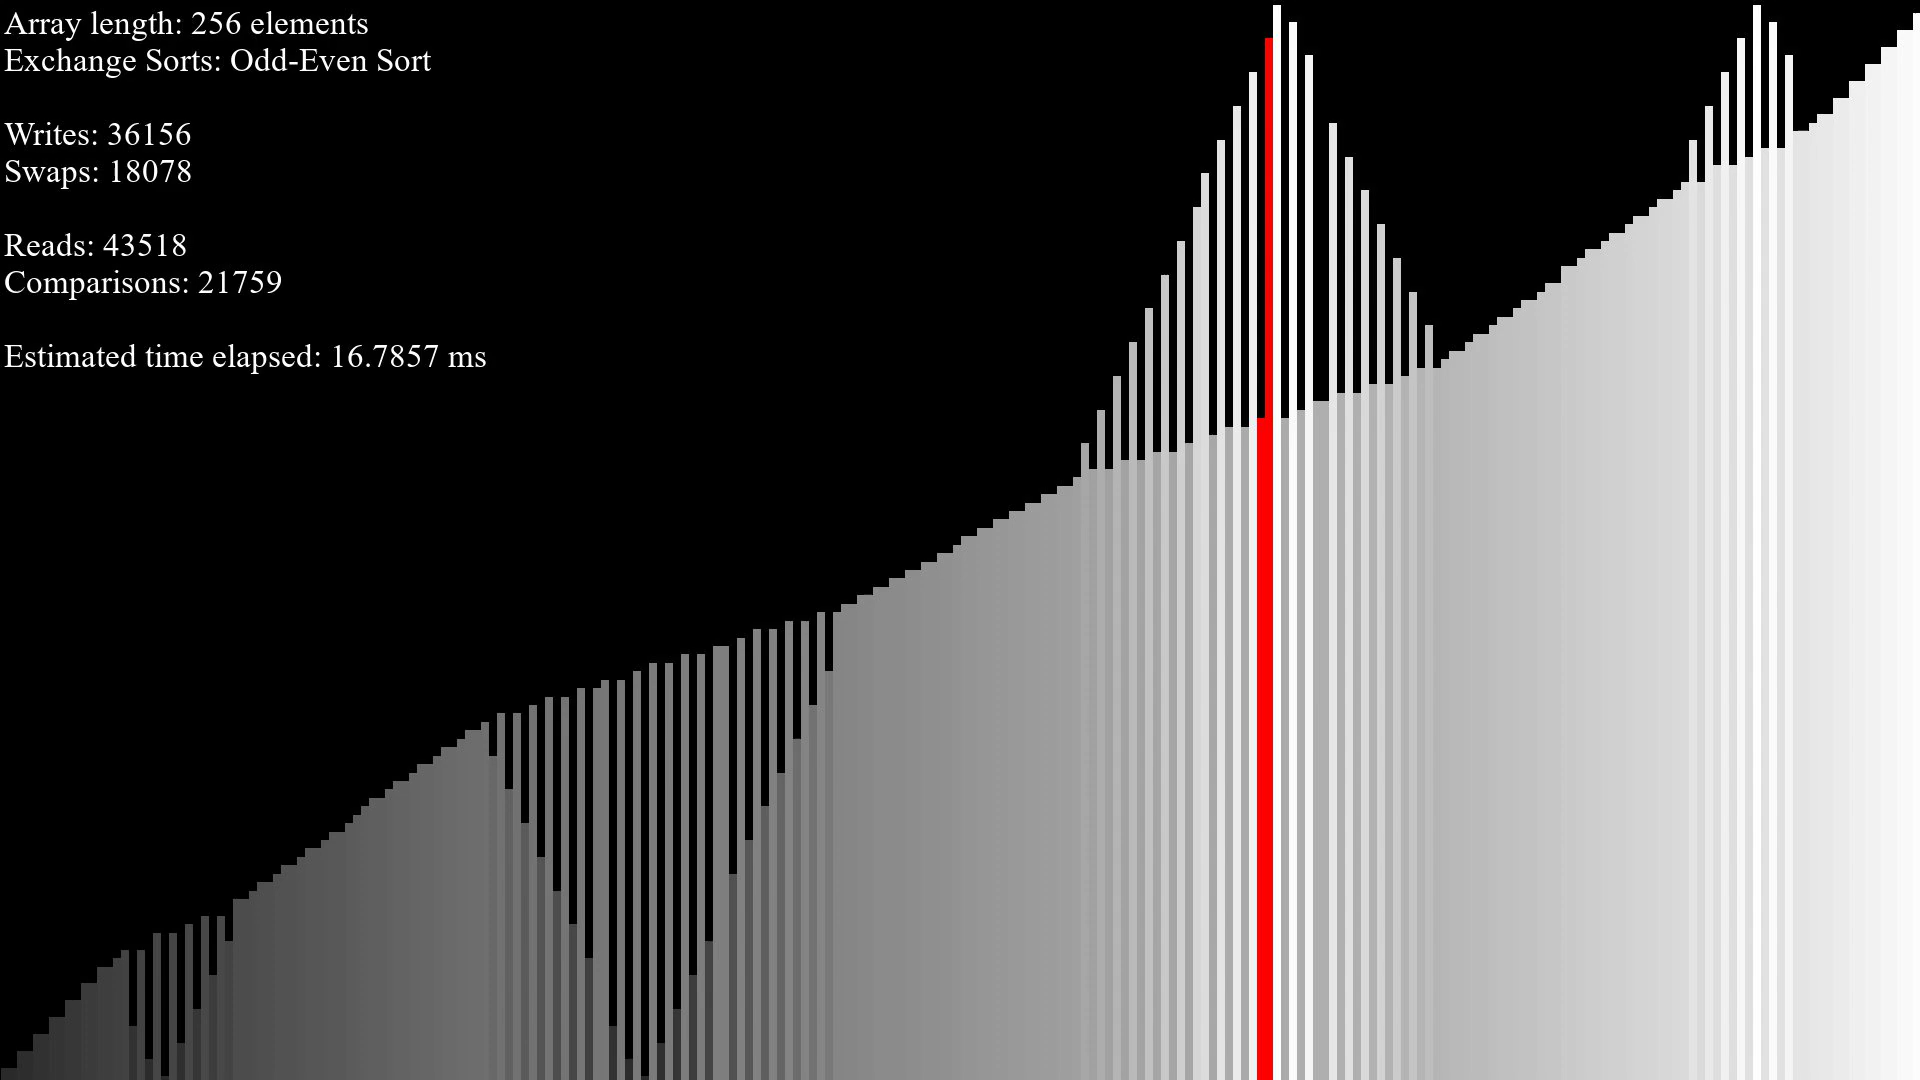 Array length: 256 elements
Exchange Sorts: Odd-Even Sort
Writes: 36156
Swaps: 18078
Reads: 43518
Comparisons: 21759
Estimated time elapsed: 16.7857 ms